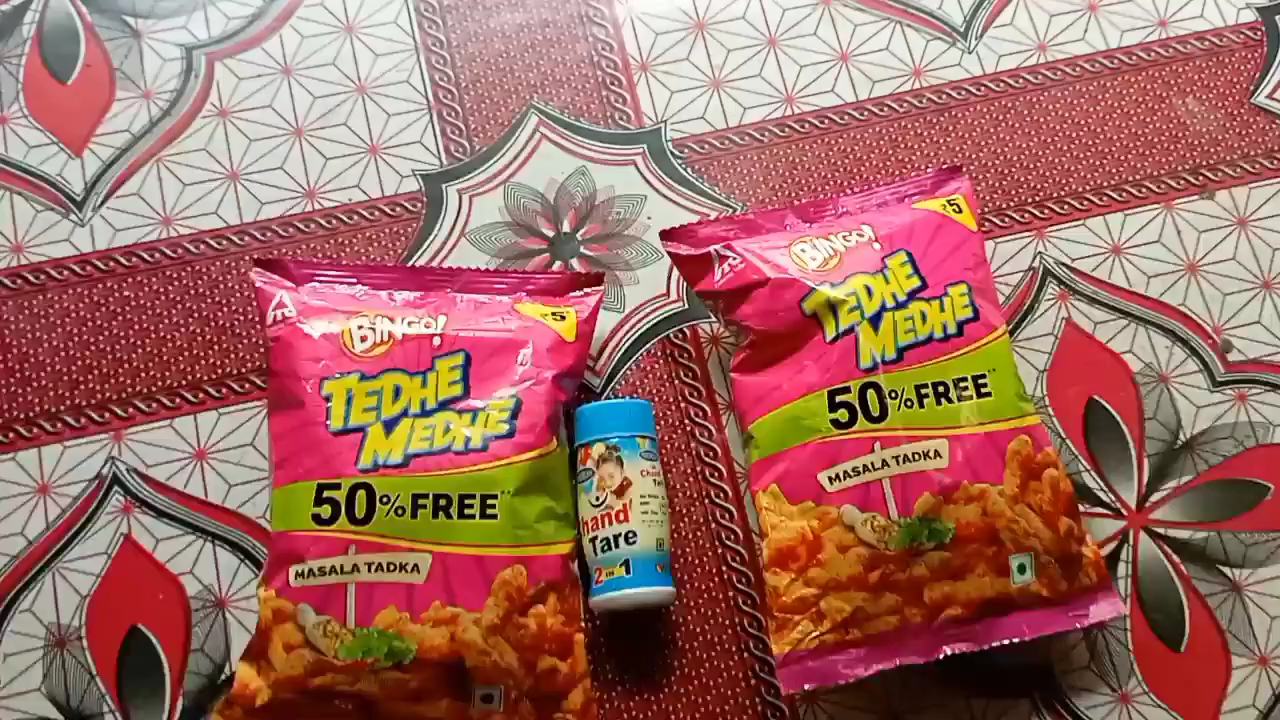 BINGO!
₹5
TEDHE
MEDHE
50%FREE**
MASALA TADKA
hand
Tare
2 IN 1
BINGO!
₹5
TEDHE
MEDHE
50%FREE**
MASALA TADKA